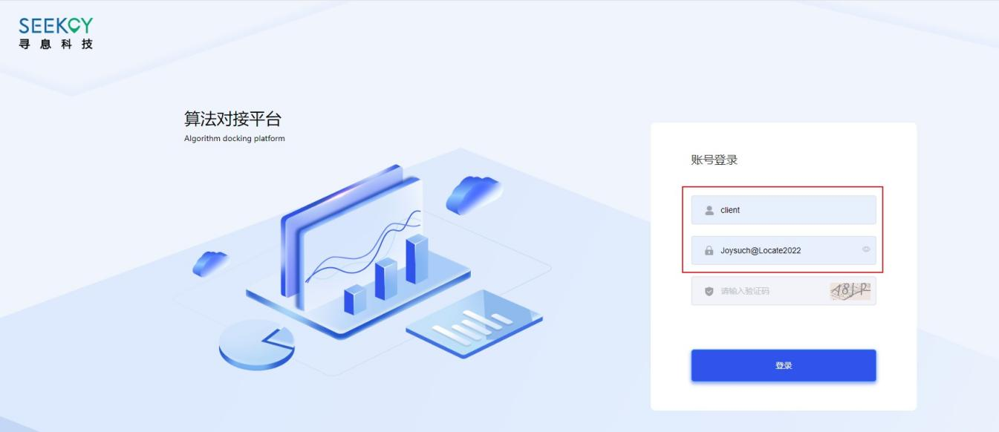 SEEKCY
寻息科技
算法对接平台
Algorithm docking platform
账号登录
client
Joysuch@Locate2022
请输入验证码
登录